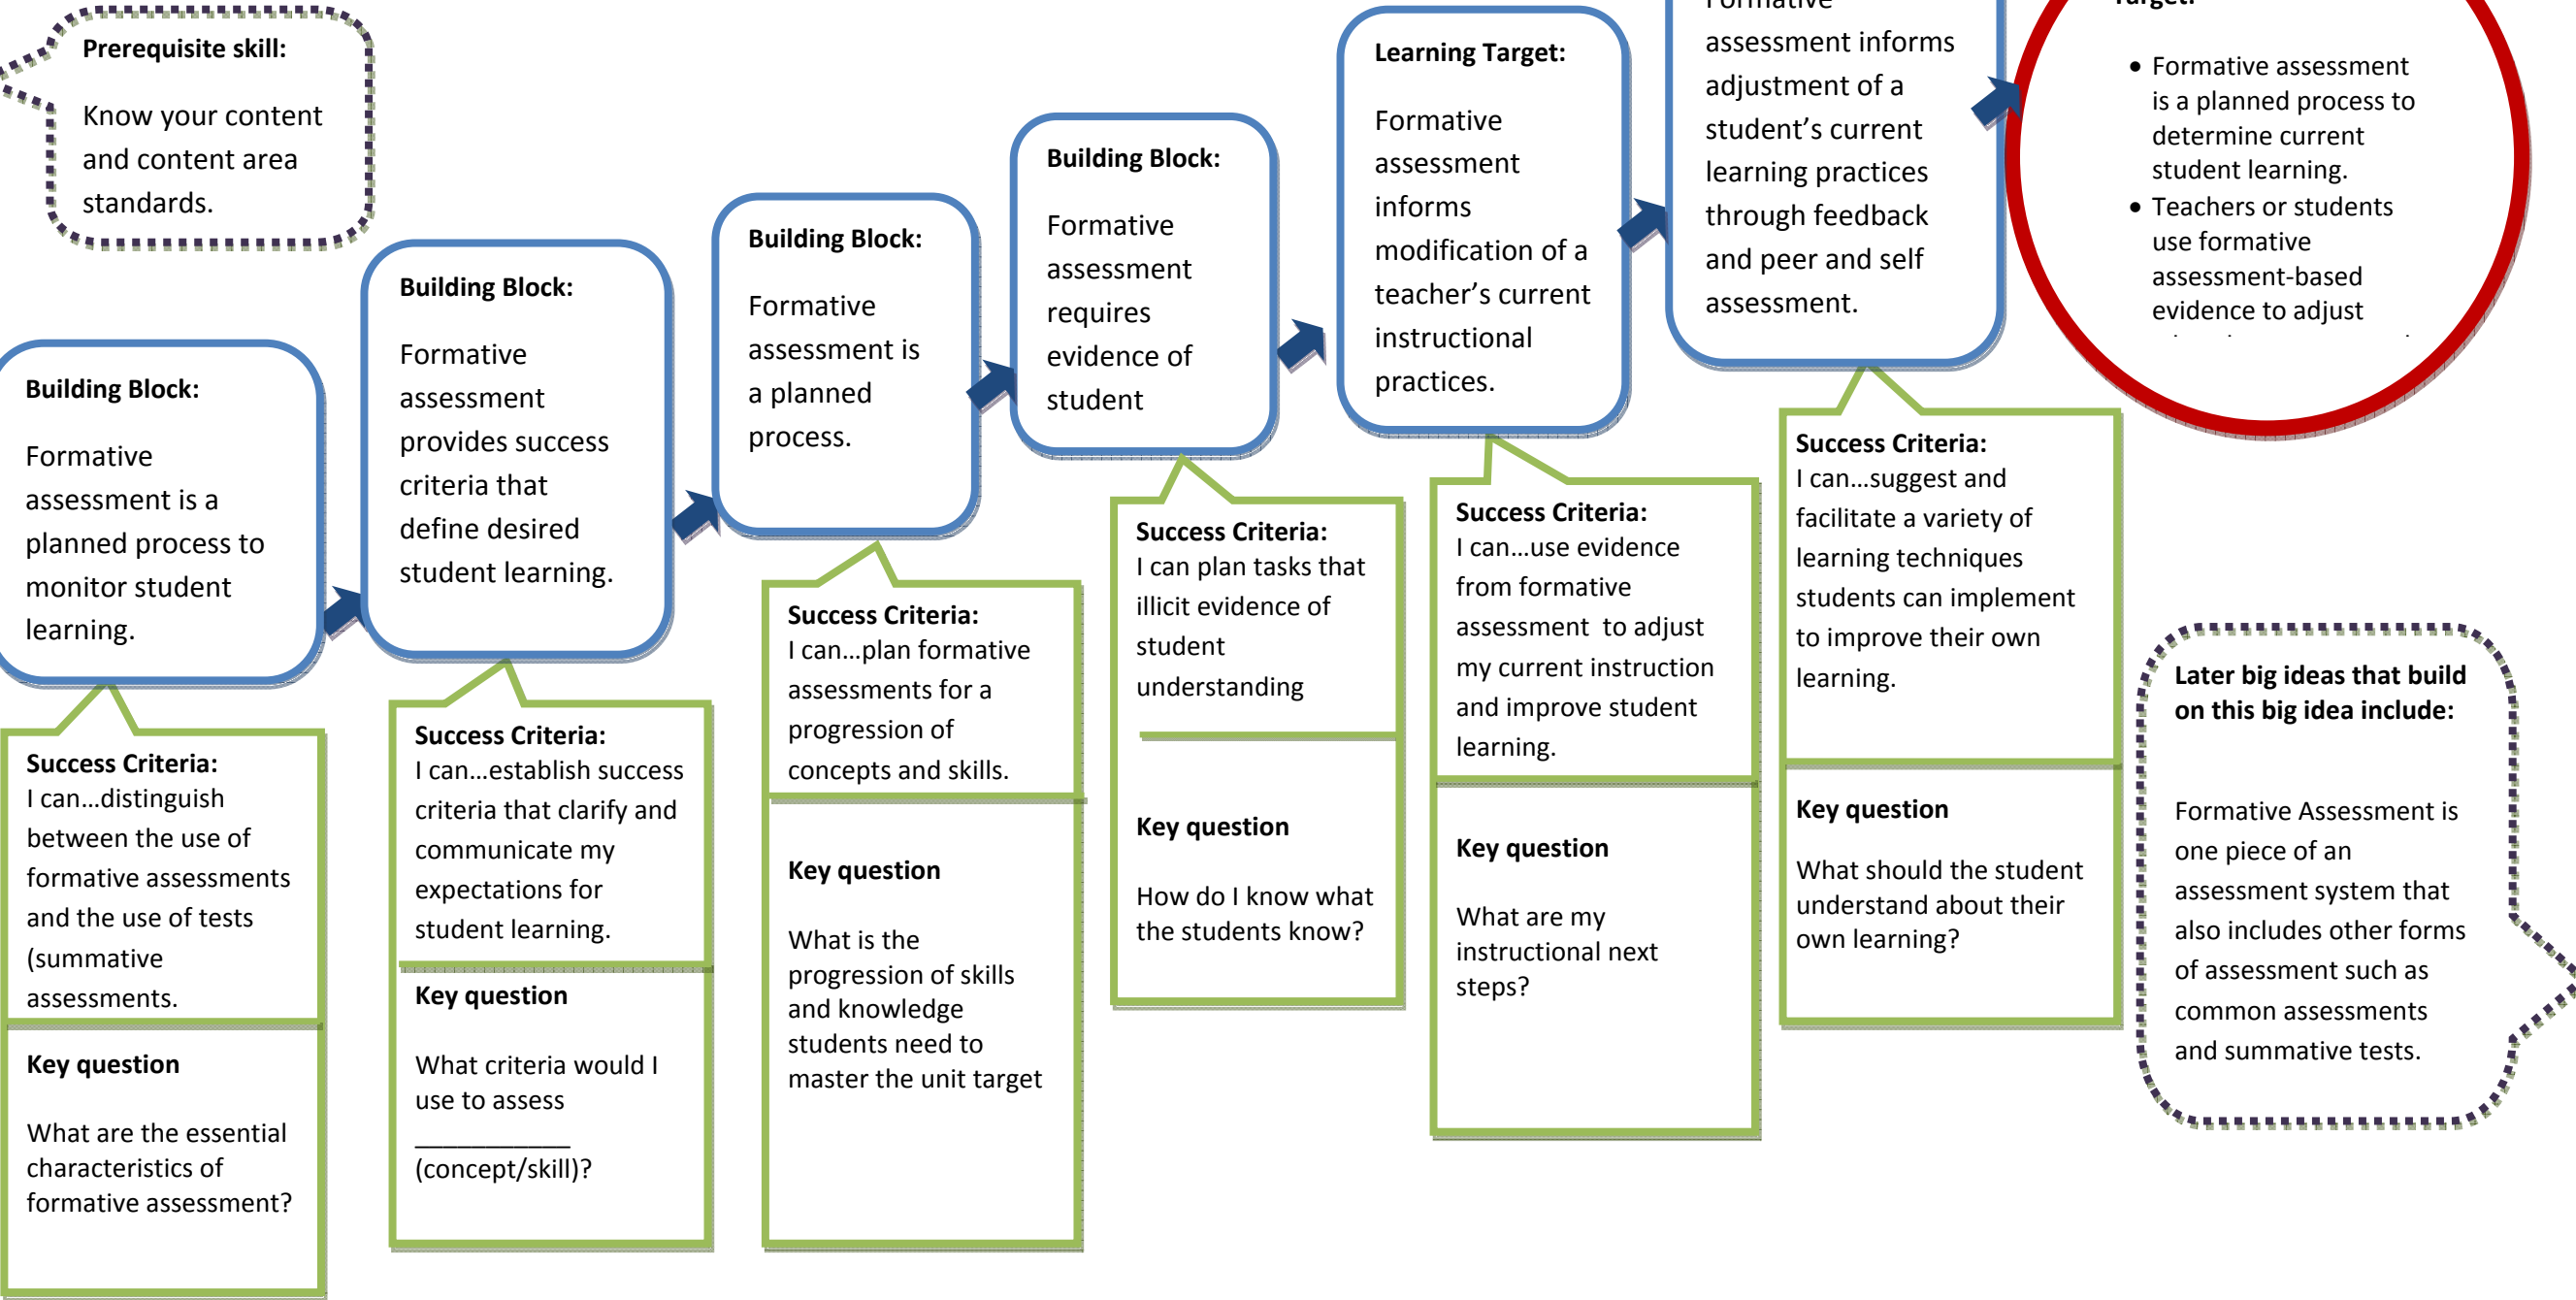 Prerequisite skill:
Know your content
and content area
standards.
Building Block:
Formative
assessment is a
planned process to
monitor student
learning.
Success Criteria:
I can…distinguish
between the use of
formative assessments
and the use of tests
(summative
assessments.
Key question
What are the essential
characteristics of
formative assessment?
Building Block:
Formative
assessment
provides success
criteria that
define desired
student learning.
Success Criteria:
I can…establish success
criteria that clarify and
communicate my
expectations for
student learning.
Key question
What criteria would I
use to assess
___________
(concept/skill)?
Building Block:
Formative
assessment is
a planned
process.
Success Criteria:
I can…plan formative
assessments for a
progression of
concepts and skills.
Key question
What is the
progression of skills
and knowledge
students need to
master the unit target
Building Block:
Formative
assessment
requires
evidence of
student
Success Criteria:
I can plan tasks that
illicit evidence of
student
understanding
Key question
How do I know what
the students know?
Learning Target:
Formative
assessment
informs
modification of a
teacher’s current
instructional
practices.
Success Criteria:
I can…use evidence
from formative
assessment  to adjust
my current instruction
and improve student
learning.
Key question
What are my
instructional next
steps?
Formative
assessment informs
adjustment of a
student’s current
learning practices
through feedback
and peer and self
assessment.
Success Criteria:
I can…suggest and
facilitate a variety of
learning techniques
students can implement
to improve their own
learning.
Key question
What should the student
understand about their
own learning?
Target:
• Formative assessment
is a planned process to
determine current
student learning.
• Teachers or students
use formative
assessment-based
evidence to adjust
Later big ideas that build
on this big idea include:
Formative Assessment is
one piece of an
assessment system that
also includes other forms
of assessment such as
common assessments
and summative tests.